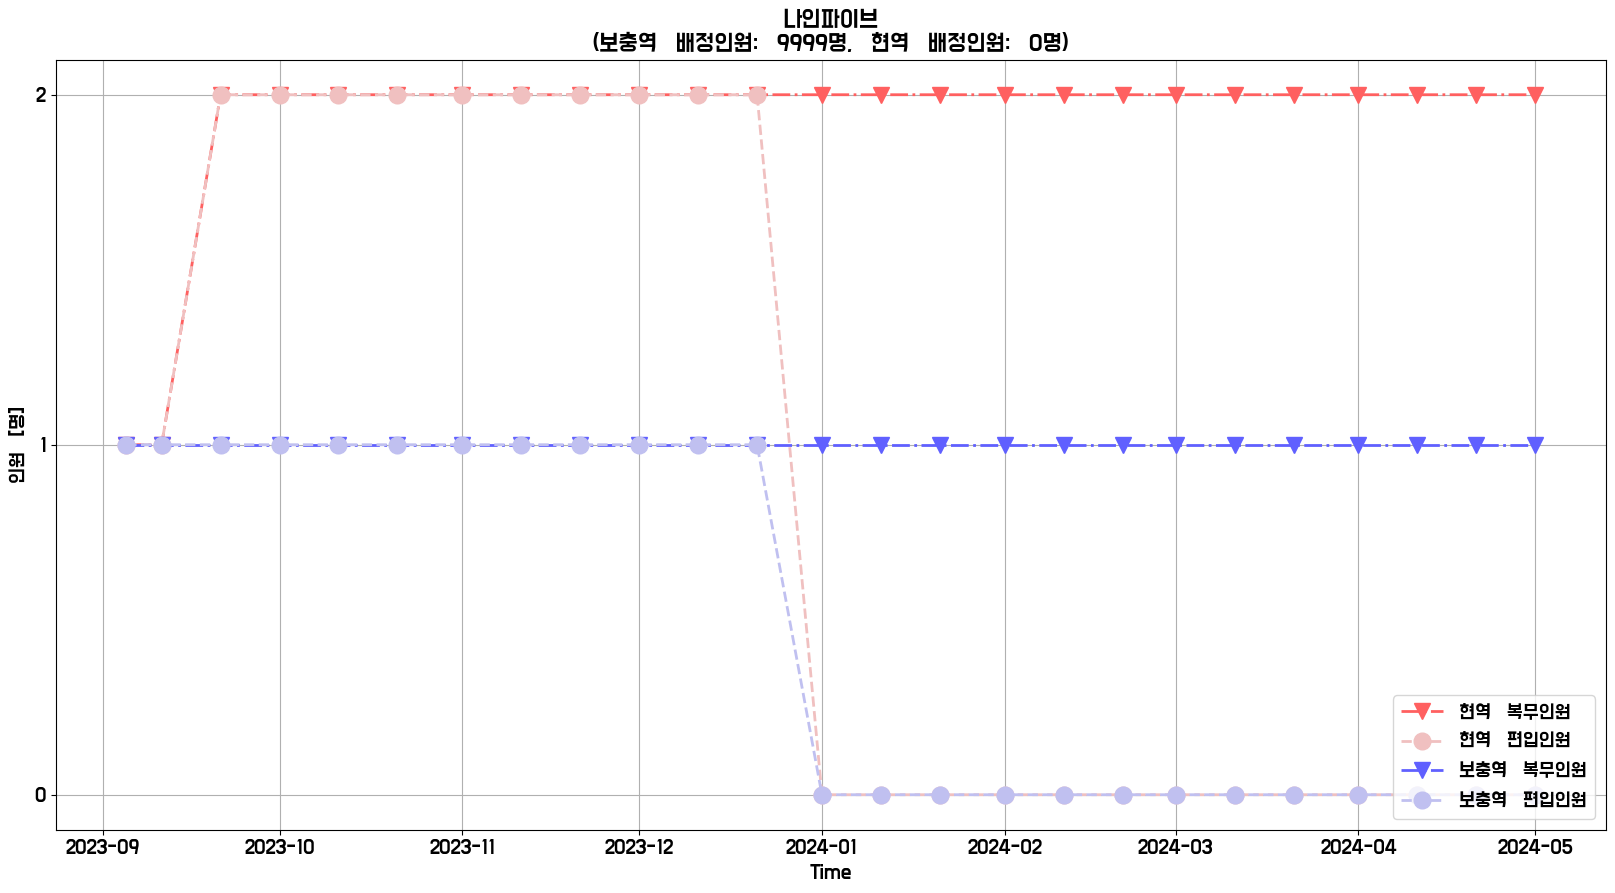 나인파이브
(보충역 배정인원: 9999명, 현역 배정인원: 0명)
인원 [명]
2
1
0
2023-09 2023-10 2023-11 2023-12 2024-01 2024-02 2024-03 2024-04 2024-05
Time
현역 복무인원
현역 편입인원
보충역 복무인원
보충역 편입인원